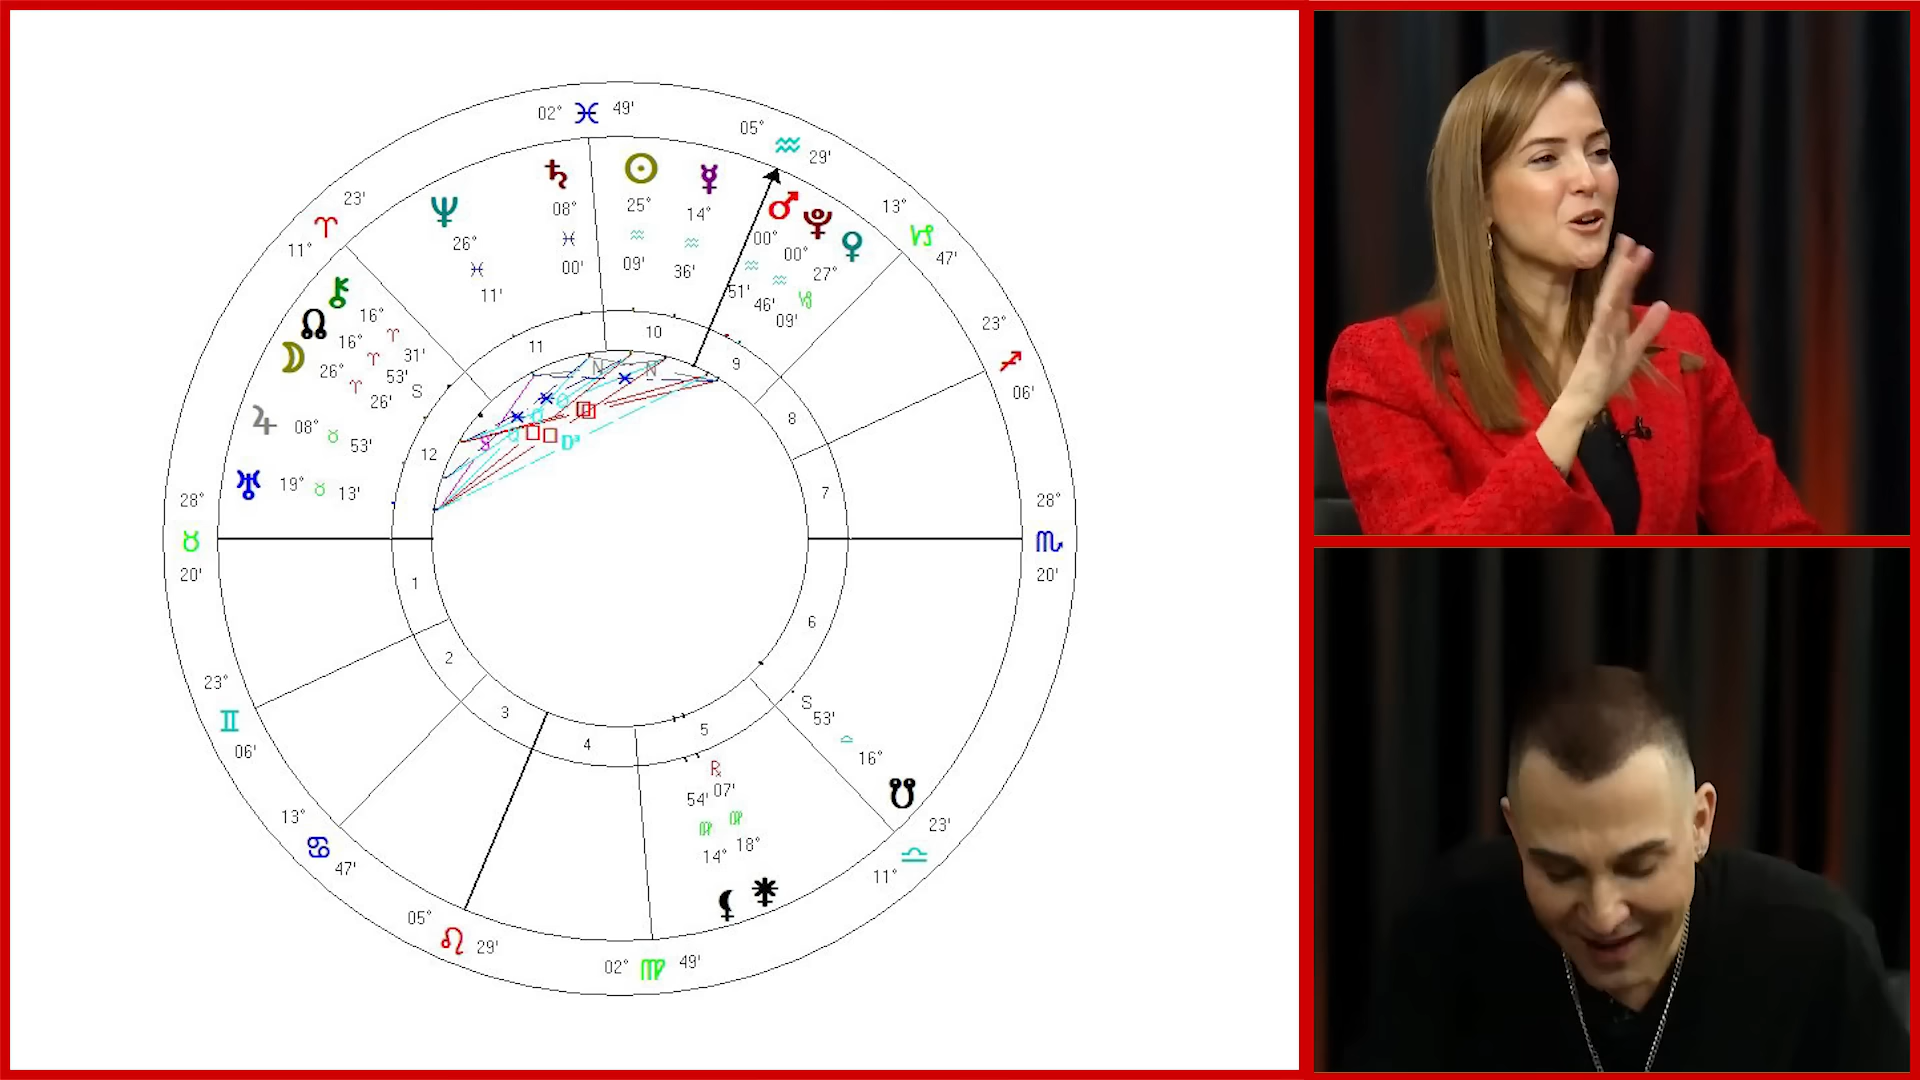 02° ♓ 49'
05° ♒ 29'
13° ♑ 47'
23° ♐ 06'
28° ♏ 20'
11° ♎ 23'
02° ♍ 49'
05° ♌ 29'
13° ♋ 47'
23° ♊ 06'
28° ♉ 20'
11° ♈ 23'
♆ 26° ♓ 11'
♄ 08° ♓ 00'
☉ 25° ♒ 09'
☿ 14° ♒ 36'
♂ 00° ♒ 51'
♇ 00° ♒ 46'
♀ 27° ♑ 09'
⚷ 16° ♈ 31'
☊ 16° ♈ 53' S
☽ 26° ♈ 26'
♃ 08° ♉ 53'
♅ 19° ♉ 13'
☋ 16° ♎ 53' S
⚸ 14° ♍ 54'
⚵ 18° ♍ 07' ℞
1
2
3
4
5
6
7
8
9
10
11
12
N
N
D³